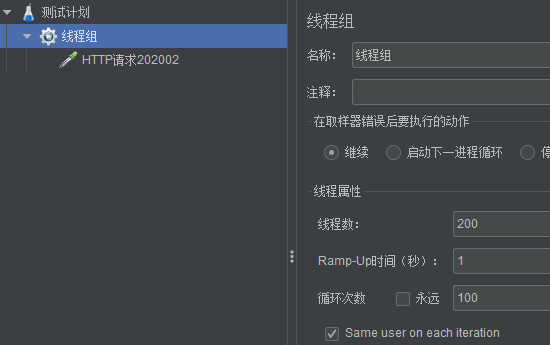 测试计划
线程组
HTTP请求202002
线程组
名称： 线程组
注释：
在取样器错误后要执行的动作
继续 启动下一进程循环 停
线程属性
线程数： 200
Ramp-Up时间（秒）： 1
循环次数 永远 100
Same user on each iteration